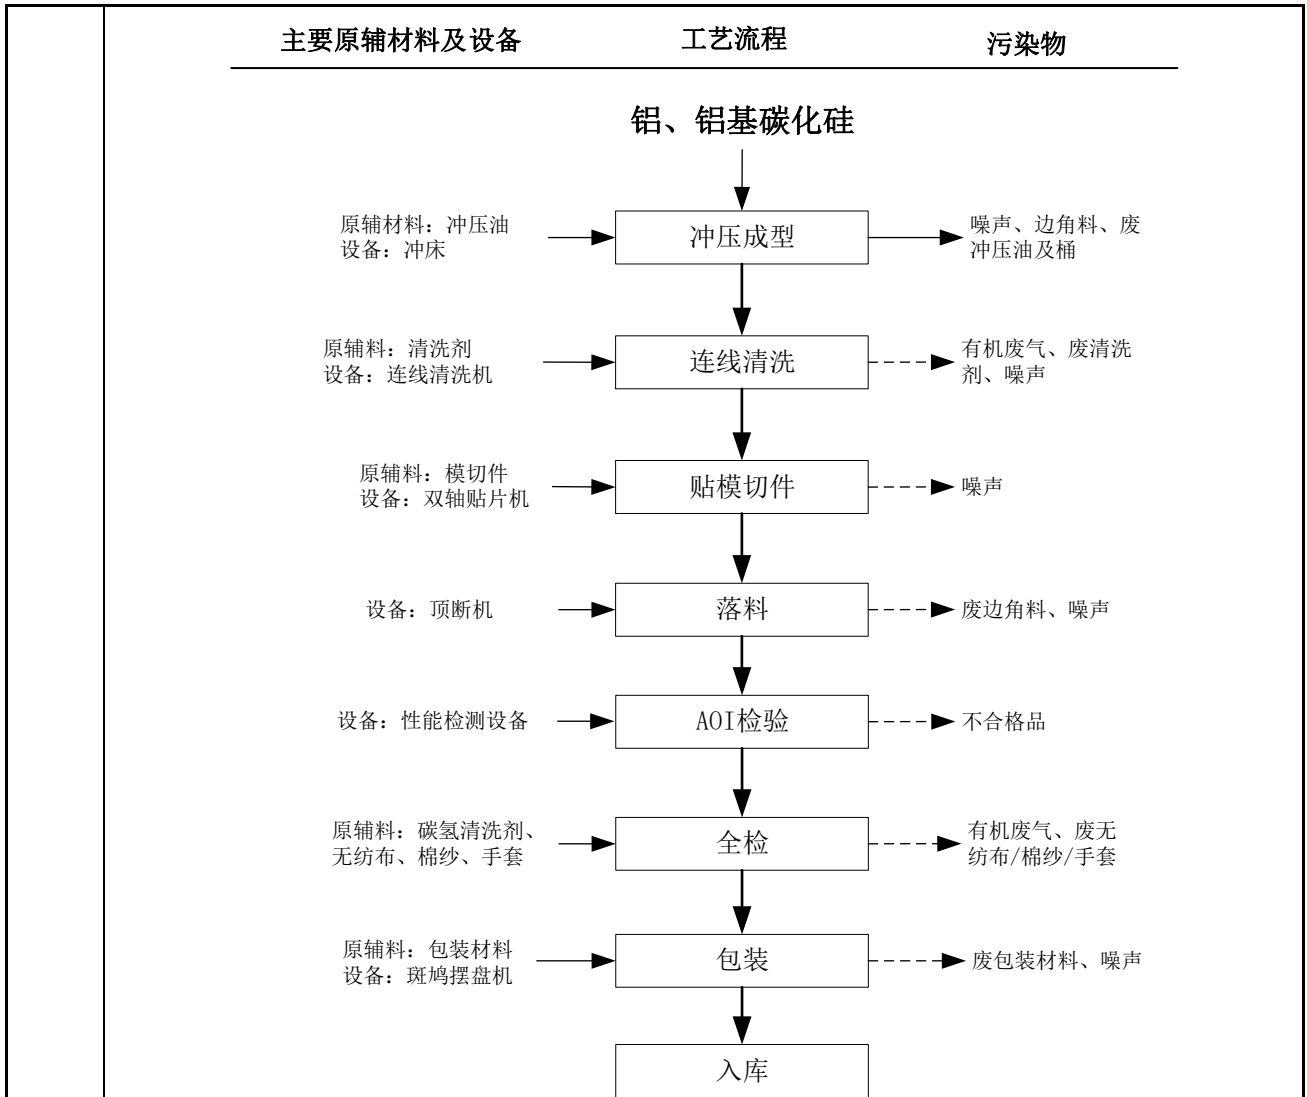 主要原辅材料及设备 工艺流程 污染物
铝、铝基碳化硅
原辅材料：冲压油
设备：冲床
冲压成型
噪声、边角料、废
冲压油及桶
原辅料：清洗剂
设备：连线清洗机
连线清洗
有机废气、废清洗
剂、噪声
原辅料：模切件
设备：双轴贴片机
贴模切件
噪声
设备：顶断机
落料
废边角料、噪声
设备：性能检测设备
AOI检验
不合格品
原辅料：碳氢清洗剂、
无纺布、棉纱、手套
全检
有机废气、废无
纺布/棉纱/手套
原辅料：包装材料
设备：斑鸠摆盘机
包装
废包装材料、噪声
入库